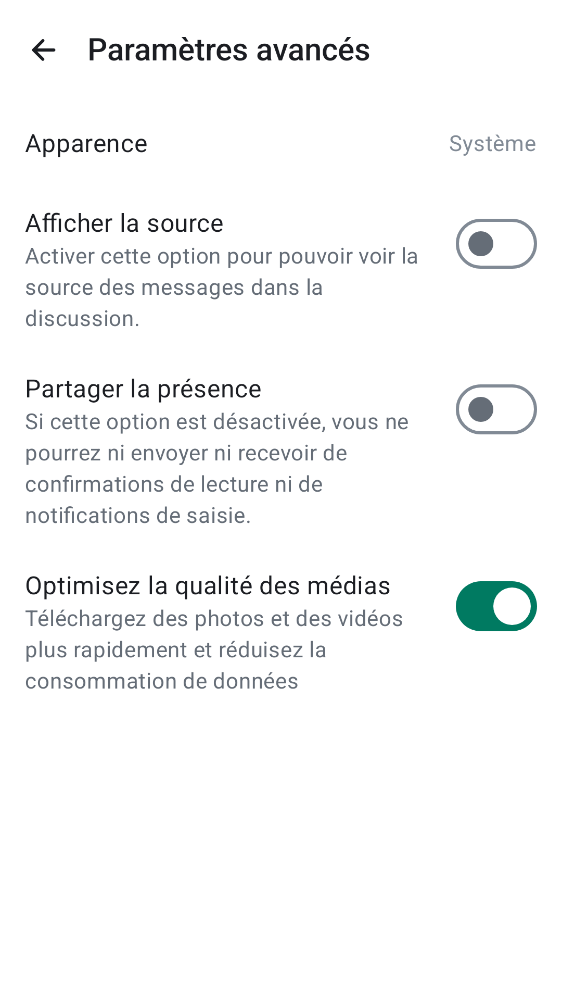 Paramètres avancés
Apparence
Système
Afficher la source
Activer cette option pour pouvoir voir la
source des messages dans la
discussion.
Partager la présence
Si cette option est désactivée, vous ne
pourrez ni envoyer ni recevoir de
confirmations de lecture ni de
notifications de saisie.
Optimisez la qualité des médias
Téléchargez des photos et des vidéos
plus rapidement et réduisez la
consommation de données